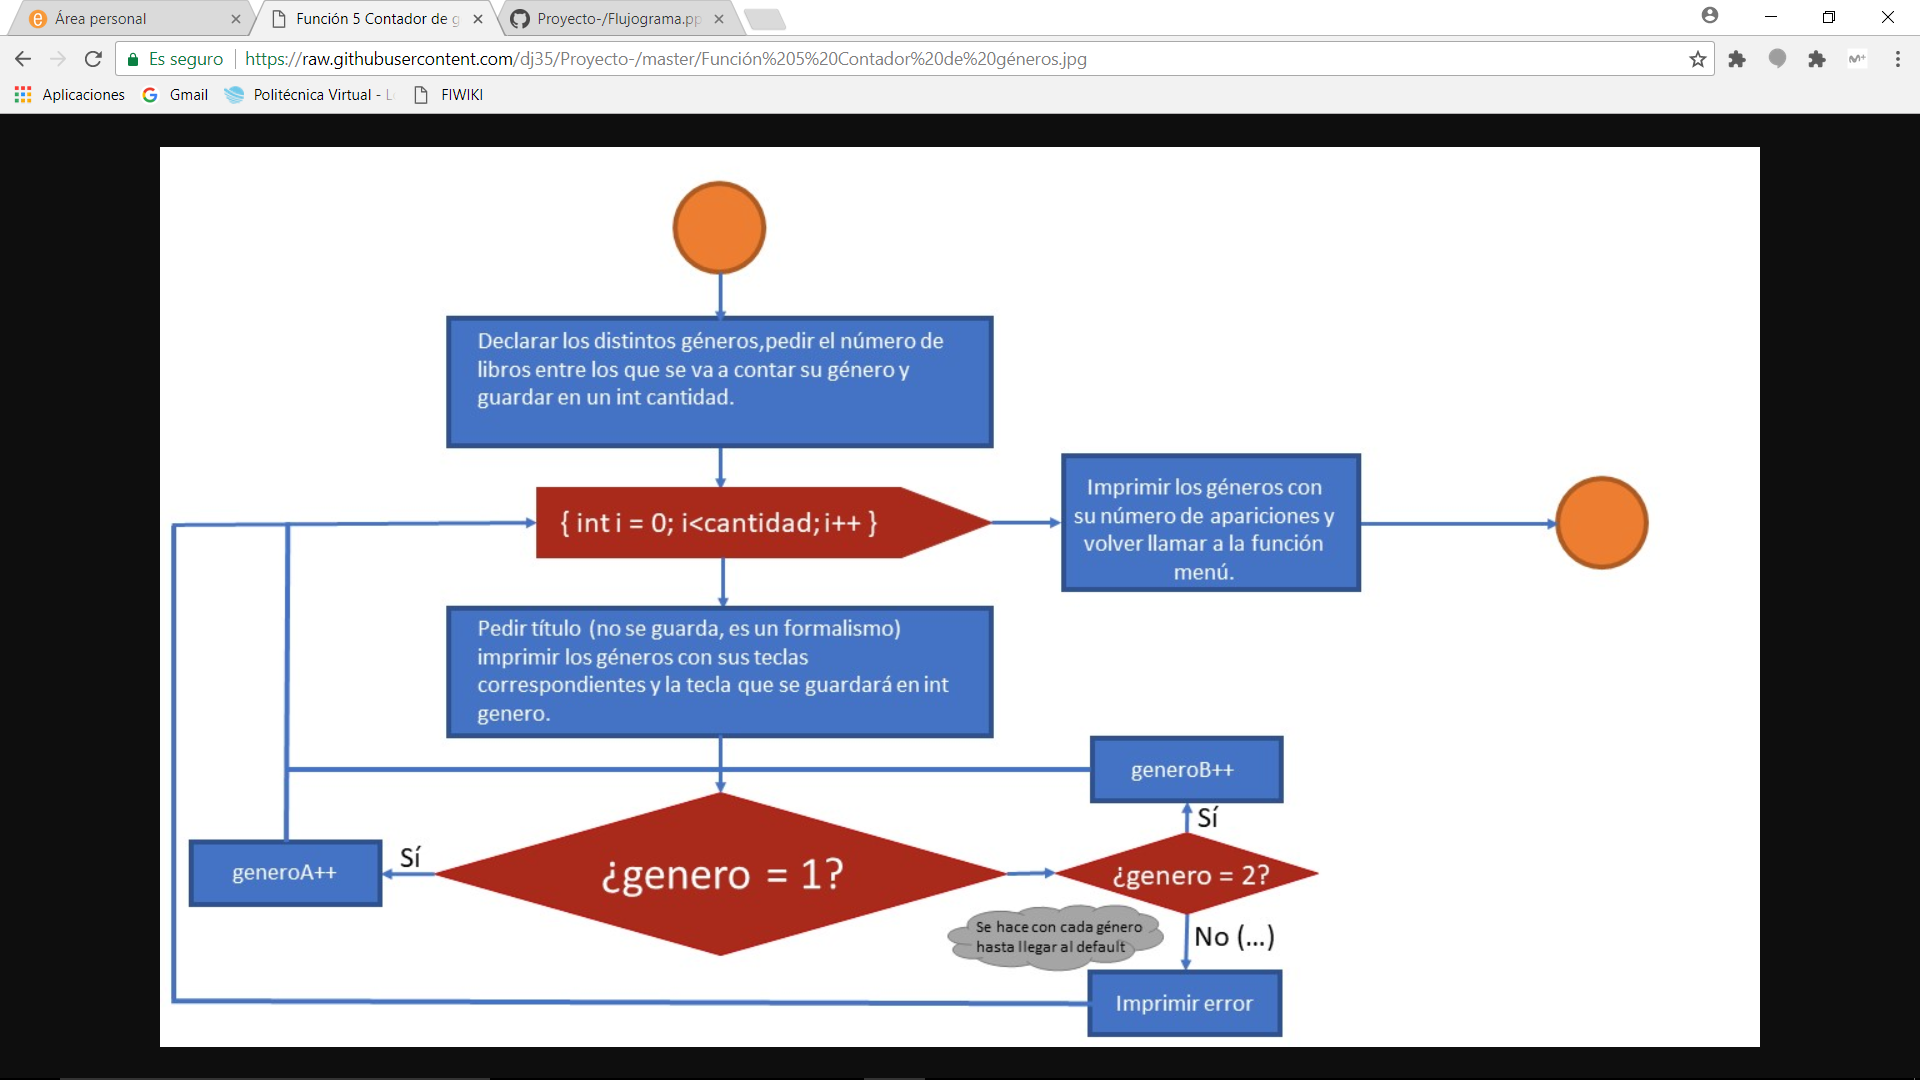 Área personal
Función 5 Contador de g
Proyecto-/Flujograma.pp
Es seguro
https://raw.githubusercontent.com/dj35/Proyecto-/master/Función%205%20Contador%20de%20géneros.jpg
Aplicaciones
Gmail
Politécnica Virtual - L
FIWIKI
Declarar los distintos géneros,pedir el número de
libros entre los que se va a contar su género y
guardar en un int cantidad.
{ int i = 0; i<cantidad; i++ }
Imprimir los géneros con
su número de apariciones y
volver llamar a la función
menú.
Pedir título (no se guarda, es un formalismo)
imprimir los géneros con sus teclas
correspondientes y la tecla que se guardará en int
genero.
generoB++
Sí
generoA++
Sí
¿genero = 1?
¿genero = 2?
Se hace con cada género
hasta llegar al default
No (...)
Imprimir error